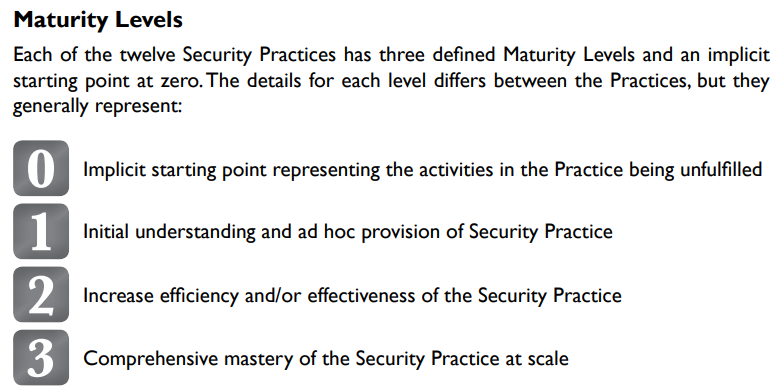 Maturity Levels
Each of the twelve Security Practices has three defined Maturity Levels and an implicit
starting point at zero. The details for each level differs between the Practices, but they
generally represent:
0 Implicit starting point representing the activities in the Practice being unfulfilled
1 Initial understanding and ad hoc provision of Security Practice
2 Increase efficiency and/or effectiveness of the Security Practice
3 Comprehensive mastery of the Security Practice at scale